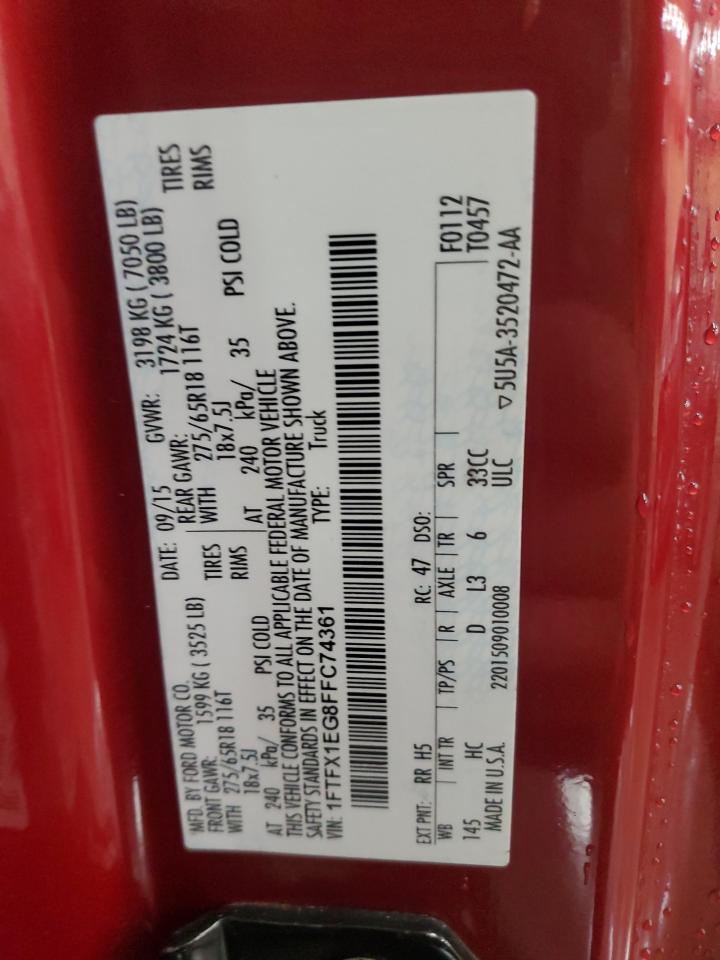 MFD. BY FORD MOTOR CO.
DATE: 09/15 GVWR: 3198 KG ( 7050 LB)
FRONT GAWR: 1599 KG ( 3525 LB) REAR GAWR: 1724 KG ( 3800 LB)
WITH 275/65R18 116T TIRES WITH 275/65R18 116T TIRES
18x7.5J RIMS 18x7.5J RIMS
AT 240 kPa/ 35 PSI COLD AT 240 kPa/ 35 PSI COLD
THIS VEHICLE CONFORMS TO ALL APPLICABLE FEDERAL MOTOR VEHICLE
SAFETY STANDARDS IN EFFECT ON THE DATE OF MANUFACTURE SHOWN ABOVE.
VIN: 1FTFX1EG8FFC74361 TYPE: Truck
EXT PNT: RR H5 RC: 47 DSO: F0112
WB INT TR TP/PS R AXLE TR SPR T0457
145 HC D L3 6 33CC
MADE IN U.S.A. 2201509010008 ULC
▽5U5A-3520472-AA